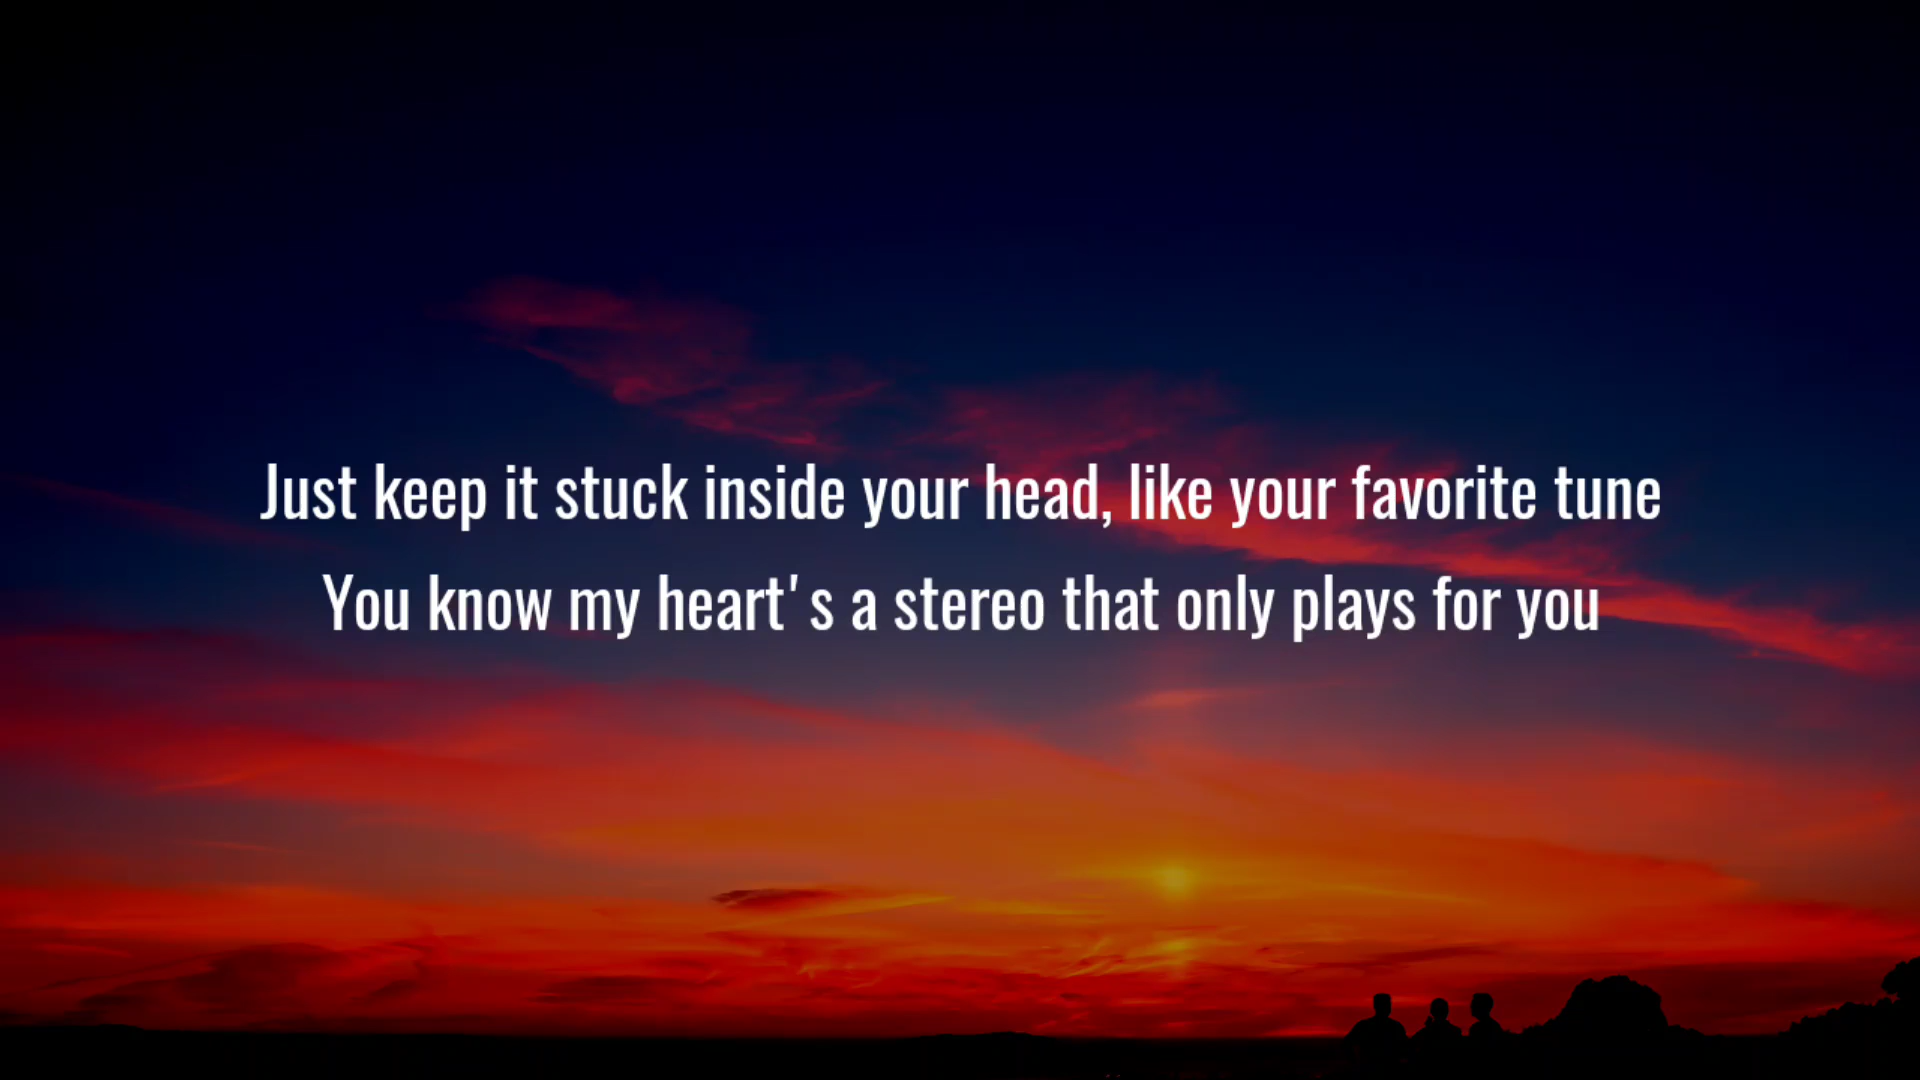 Just keep it stuck inside your head, like your favorite tune
You know my heart's a stereo that only plays for you